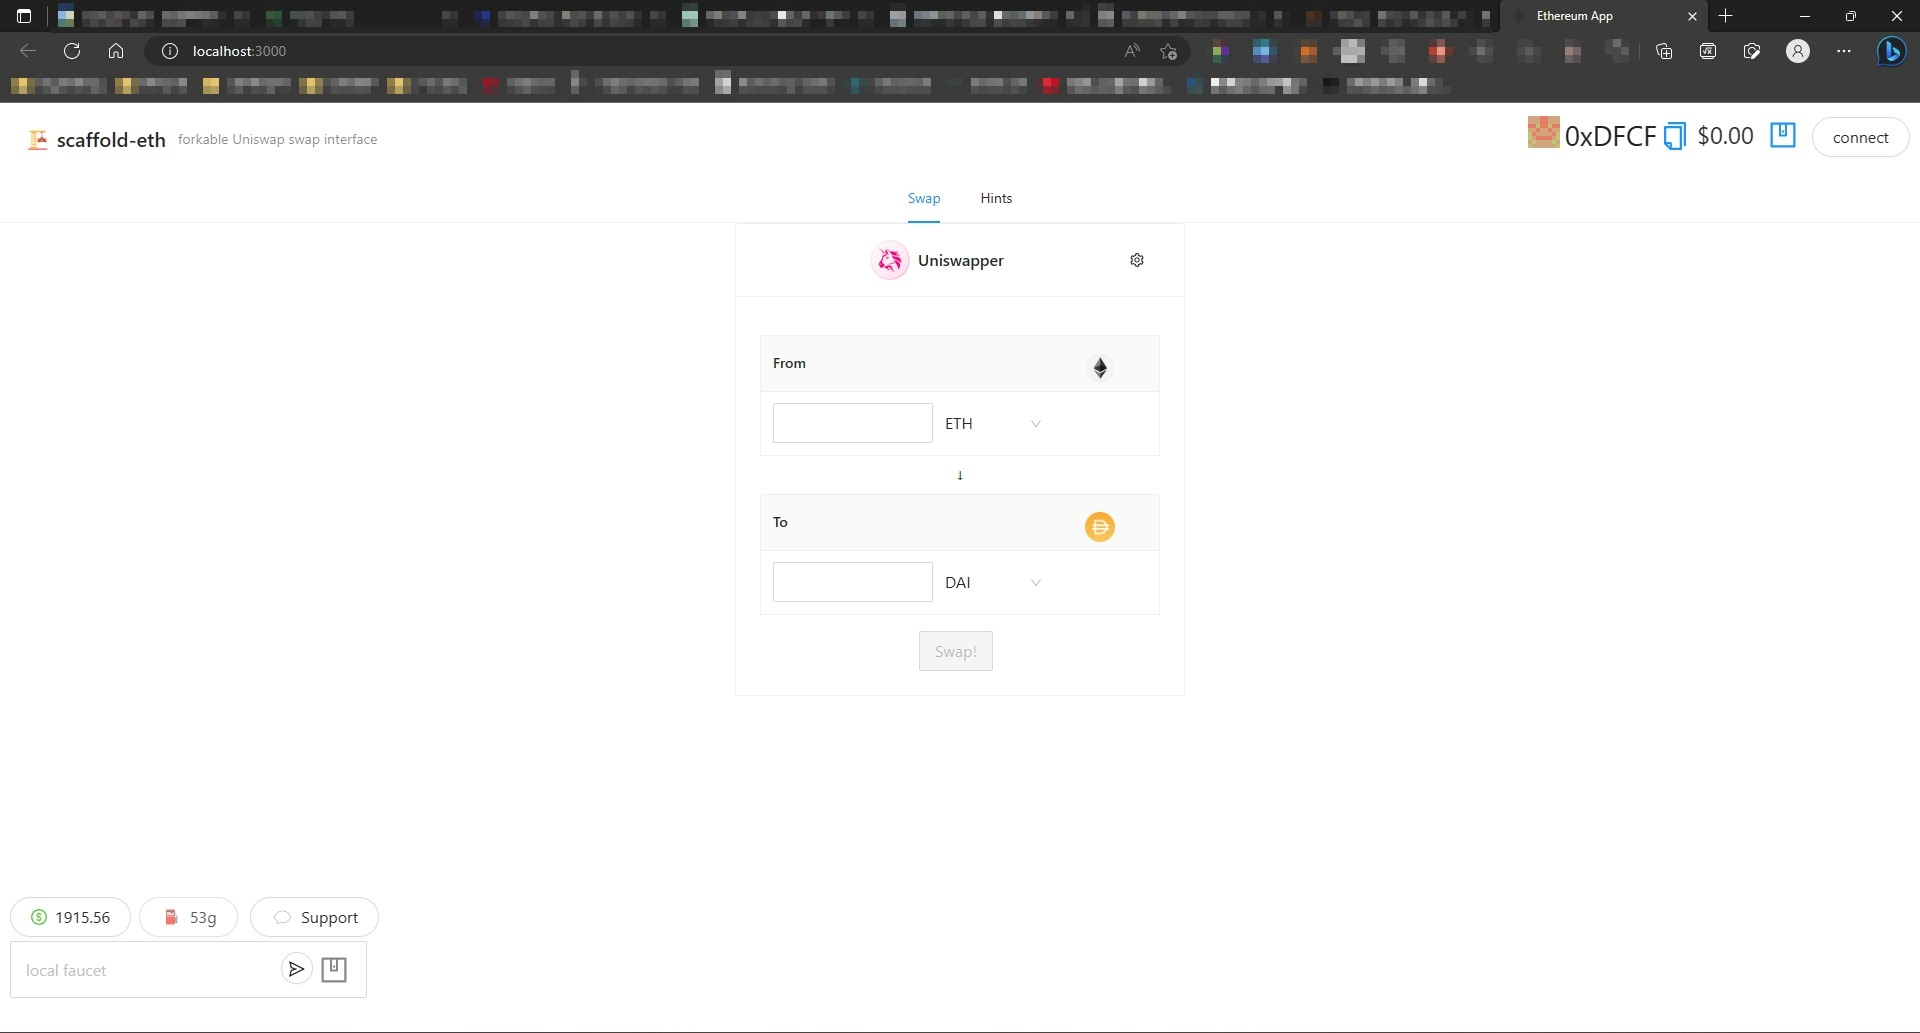 Ethereum App
localhost:3000
scaffold-eth forkable Uniswap swap interface
0xDFCF $0.00 connect
Swap Hints
Uniswapper
From
ETH
↓
To
DAI
Swap!
1915.56 53g Support
local faucet